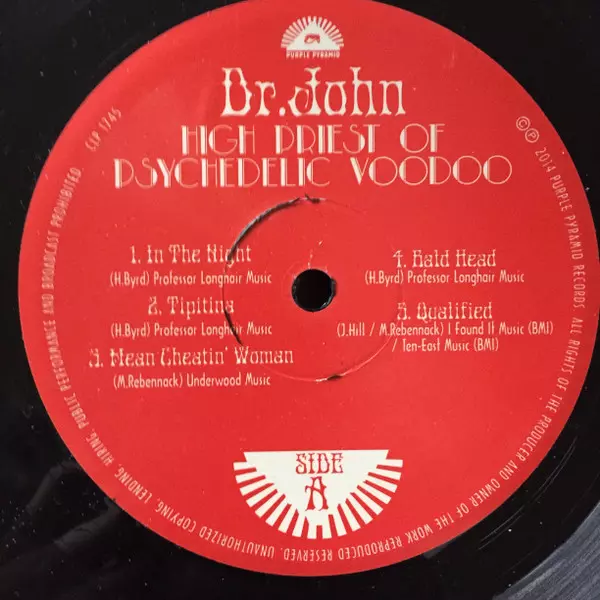 PURPLE PYRAMID
Dr. John
HIGH PRIEST OF
PSYCHEDELIC VOODOO
1. In The Night
(H.Byrd) Professor Longhair Music
2. Tipitina
(H.Byrd) Professor Longhair Music
3. Mean Cheatin' Woman
(M.Rebennack) Underwood Music
4. Bald Head
(H.Byrd) Professor Longhair Music
5. Qualified
(J.Hill / M.Rebennack) I Found It Music (BMI)
/ Ten-East Music (BMI)
SIDE
A
©℗ 2014 PURPLE PYRAMID RECORDS. ALL RIGHTS OF THE PRODUCER AND OWNER OF THE WORK REPRODUCED RESERVED. UNAUTHORIZED COPYING, LENDING, HIRING, PUBLIC PERFORMANCE AND BROADCAST PROHIBITED CLP 1745